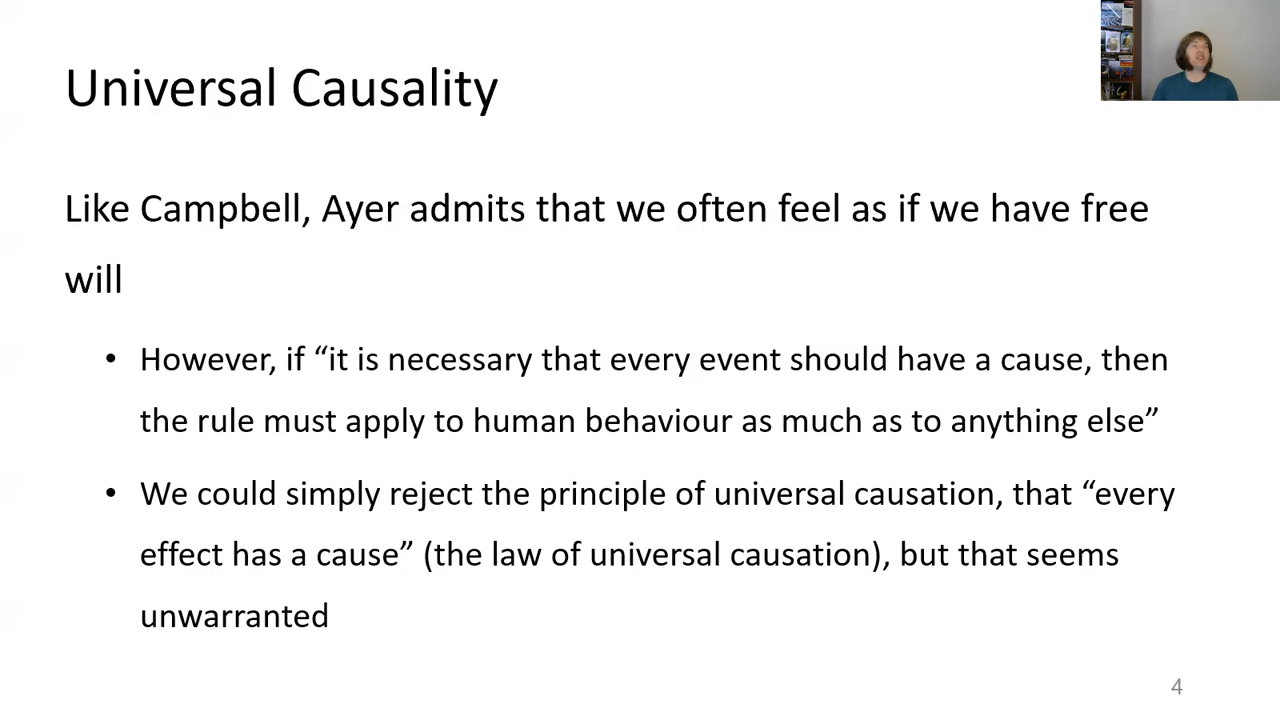 Universal Causality
Like Campbell, Ayer admits that we often feel as if we have free
will
• However, if “it is necessary that every event should have a cause, then
the rule must apply to human behaviour as much as to anything else”
• We could simply reject the principle of universal causation, that “every
effect has a cause” (the law of universal causation), but that seems
unwarranted
4